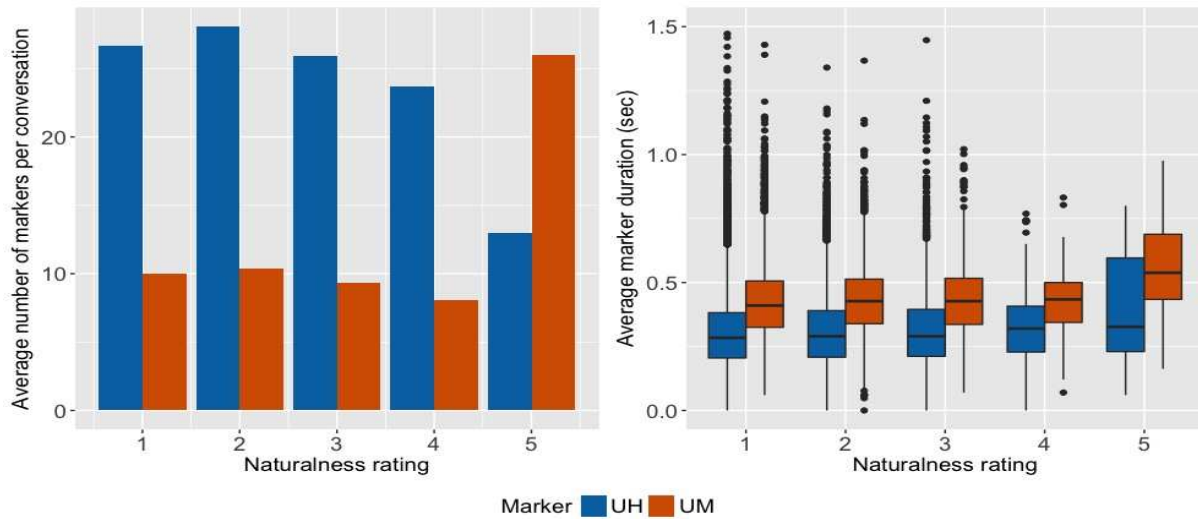 Average number of markers per conversation
20
10
0
1 2 3 4 5
Naturalness rating
Average marker duration (sec)
1.5
1.0
0.5
0.0
1 2 3 4 5
Naturalness rating
Marker UH UM